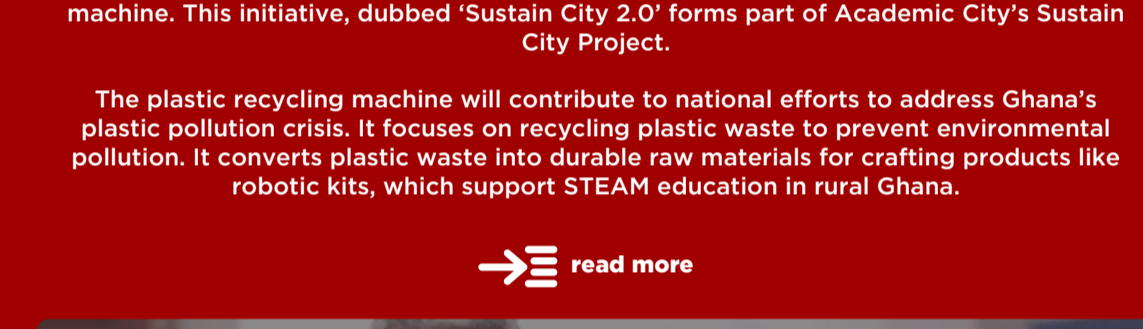 machine. This initiative, dubbed ‘Sustain City 2.0’ forms part of Academic City’s Sustain
City Project.
The plastic recycling machine will contribute to national efforts to address Ghana’s
plastic pollution crisis. It focuses on recycling plastic waste to prevent environmental
pollution. It converts plastic waste into durable raw materials for crafting products like
robotic kits, which support STEAM education in rural Ghana.
read more